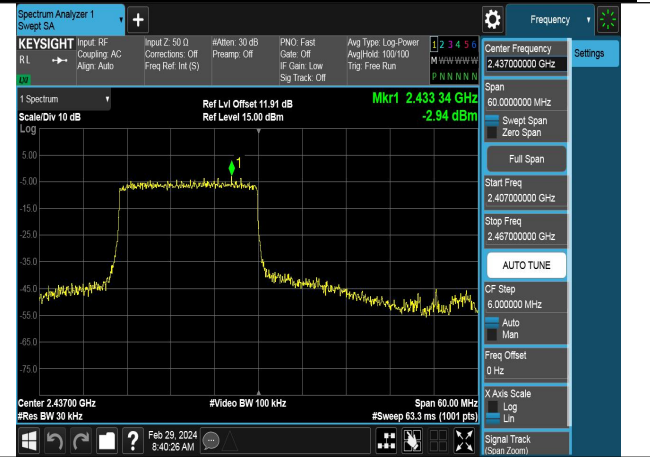 Spectrum Analyzer 1
Swept SA
Frequency
KEYSIGHT
RL
Input: RF
Coupling: AC
Align: Auto
Input Z: 50 Ω
Corrections: Off
Freq Ref: Int (S)
#Atten: 30 dB
Preamp: Off
PNO: Fast
Gate: Off
IF Gain: Low
Sig Track: Off
Avg Type: Log-Power
Avg|Hold: 100/100
Trig: Free Run
1 2 3 4 5 6
M W W W W W
P N N N N N
Center Frequency
2.437000000 GHz
Settings
Span
60.0000000 MHz
Swept Span
Zero Span
Full Span
Start Freq
2.407000000 GHz
Stop Freq
2.467000000 GHz
AUTO TUNE
CF Step
6.000000 MHz
Auto
Man
Freq Offset
0 Hz
X Axis Scale
Log
Lin
Signal Track
(Span Zoom)
1 Spectrum
Scale/Div 10 dB
Log
Ref Lvl Offset 11.91 dB
Ref Level 15.00 dBm
Mkr1 2.433 34 GHz
-2.94 dBm
1
5.00
-5.00
-15.0
-25.0
-35.0
-45.0
-55.0
-65.0
-75.0
Center 2.43700 GHz
#Res BW 30 kHz
#Video BW 100 kHz
Span 60.00 MHz
#Sweep 63.3 ms (1001 pts)
Feb 29, 2024
8:40:26 AM